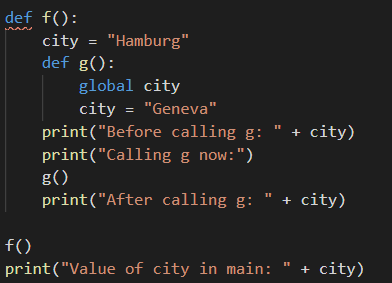 def f():
    city = "Hamburg"
    def g():
        global city
        city = "Geneva"
    print("Before calling g: " + city)
    print("Calling g now:")
    g()
    print("After calling g: " + city)

f()
print("Value of city in main: " + city)